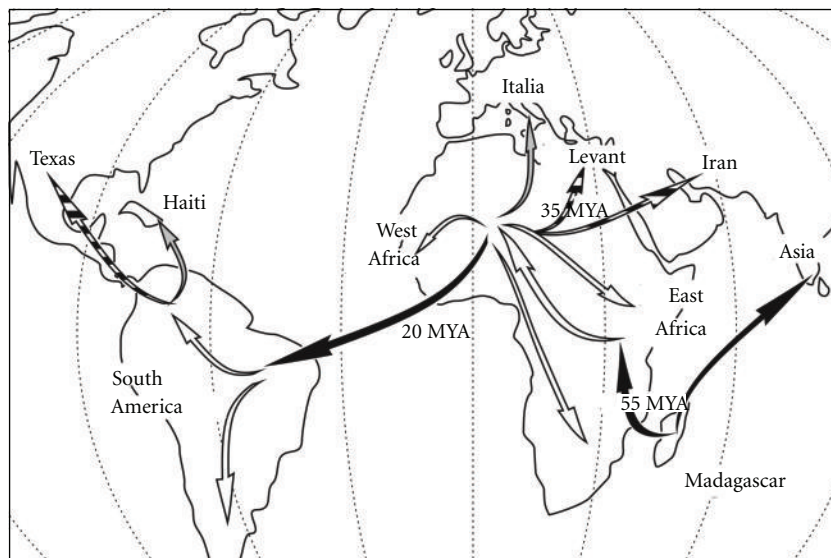 Italia
Texas
Levant
Iran
Haiti
35 MYA
West
Africa
Asia
East
Africa
20 MYA
South
America
55 MYA
Madagascar